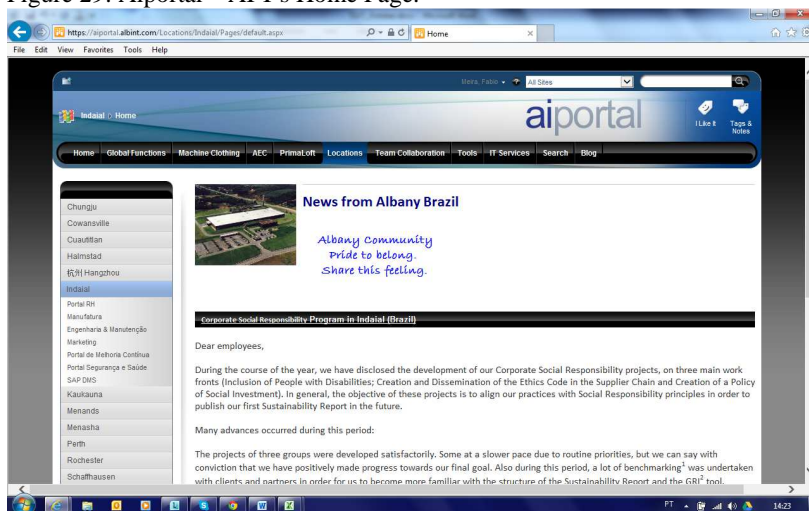 Figure 29: Aiportal – API's Home Page.
https://aiportal.albint.com/Locations/Indaial/Pages/default.aspx
Home
File Edit View Favorites Tools Help
Vieira, Fabio
All Sites
Indaial Home
aiportal
I Like It
Tags & Notes
Home Global Functions Machine Clothing AEC PrimaLoft Locations Team Collaboration Tools IT Services Search Blog
Chungju
Cowansville
Cuautitlan
Halmstad
杭州 Hangzhou
Indaial
Portal RH
Manufatura
Engenharia & Manutenção
Marketing
Portal de Melhoria Contínua
Portal Segurança e Saúde
SAP DMS
Kaukauna
Menands
Menasha
Perth
Rochester
Schaffhausen
News from Albany Brazil
Albany Community
Pride to belong.
Share this feeling.
Corporate Social Responsibility Program in Indaial (Brazil)
Dear employees,
During the course of the year, we have disclosed the development of our Corporate Social Responsibility projects, on three main work
fronts (Inclusion of People with Disabilities; Creation and Dissemination of the Ethics Code in the Supplier Chain and Creation of a Policy
of Social Investment). In general, the objective of these projects is to align our practices with Social Responsibility principles in order to
publish our first Sustainability Report in the future.
Many advances occurred during this period:
The projects of three groups were developed satisfactorily. Some at a slower pace due to routine priorities, but we can say with
conviction that we have positively made progress towards our final goal. Also during this period, a lot of benchmarking¹ was undertaken
with clients and partners in order for us to become more familiar with the structure of the Sustainability Report and the GRI² tool.
PT
14:23